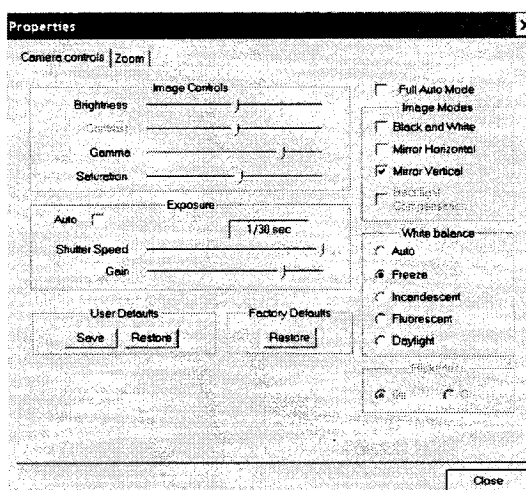 Properties
Camera controls
Zoom
Image Controls
Brightness
Contrast
Gamma
Saturation
Exposure
Auto
1/30 sec
Shutter Speed
Gain
User Defaults
Save
Restore
Factory Defaults
Restore
Full Auto Mode
Image Modes
Black and White
Mirror Horizontal
Mirror Vertical
Backlight
Compensation
White balance
Auto
Freeze
Incandescent
Fluorescent
Daylight
Close